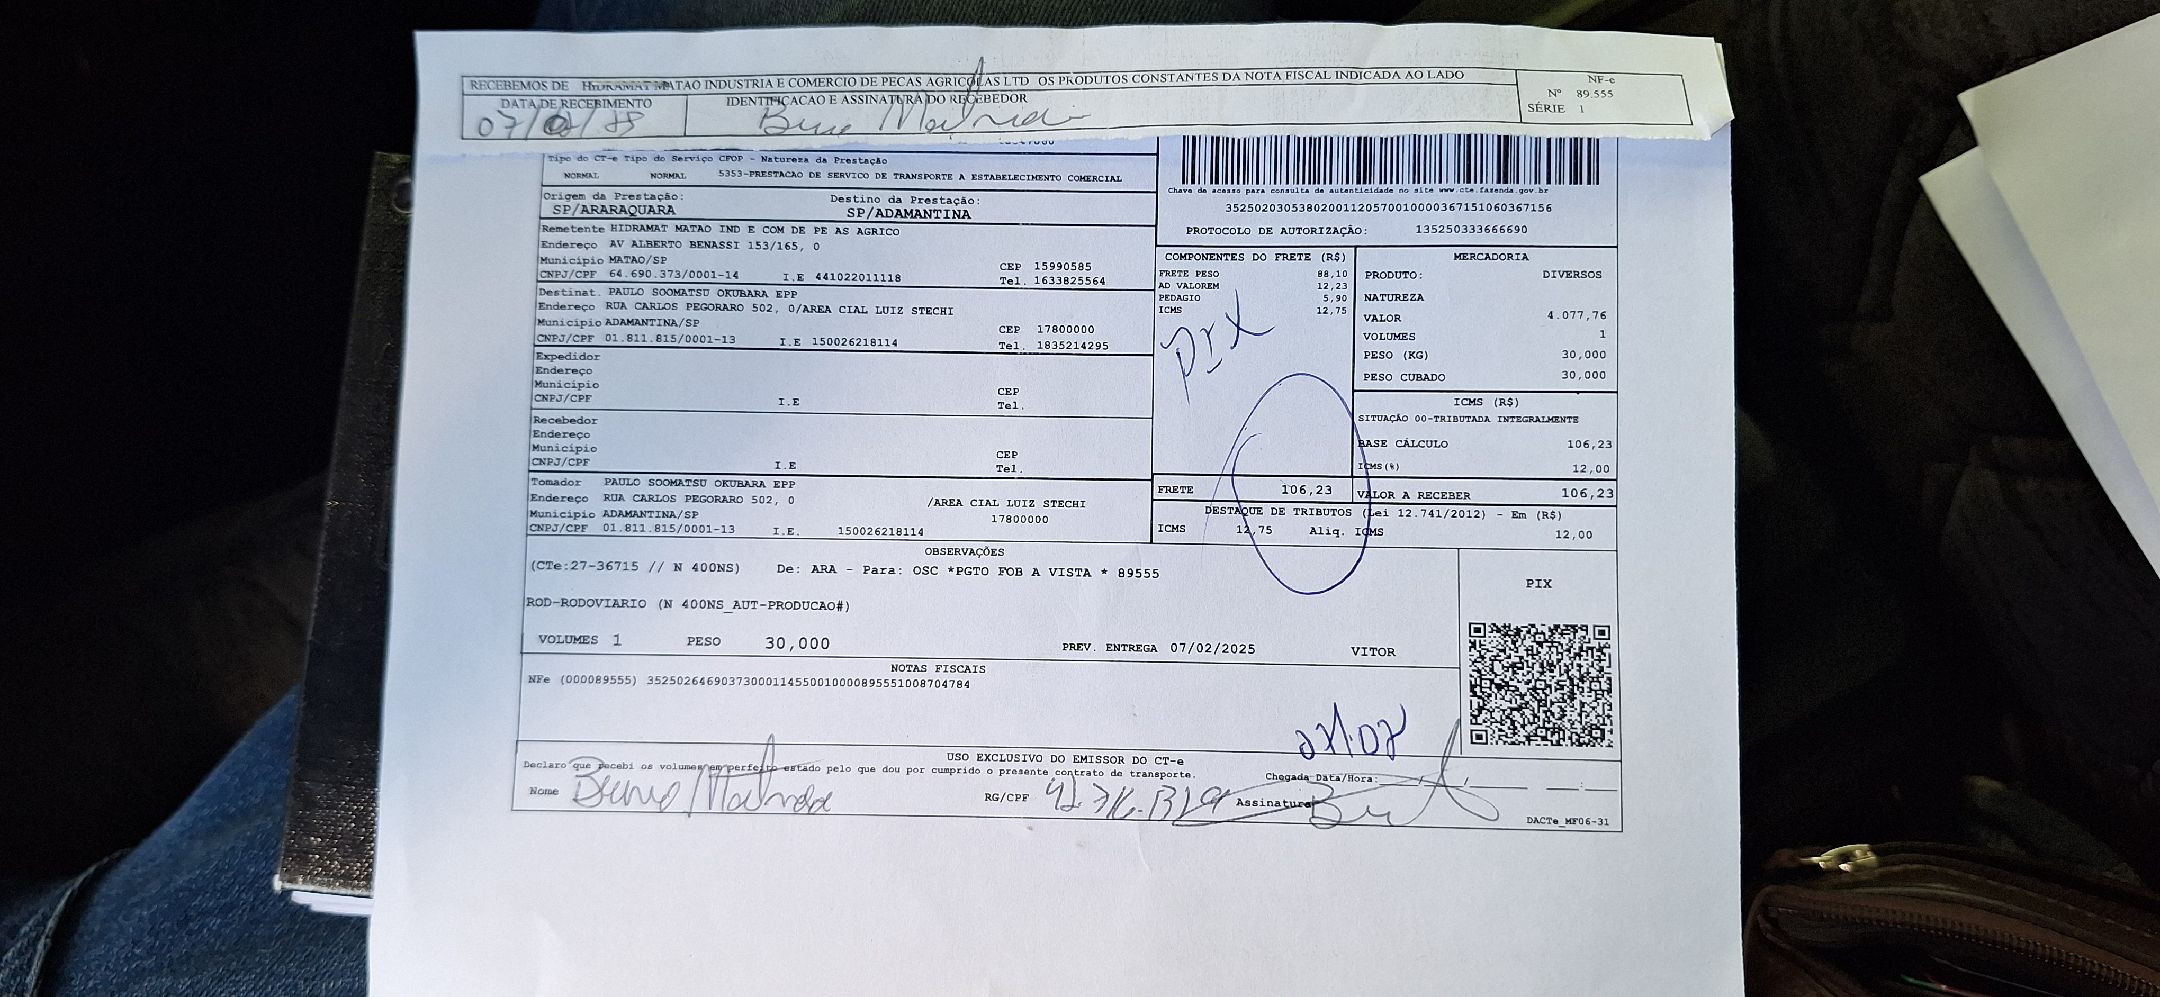 RECEBEMOS DE HIDRAMAT MATAO INDUSTRIA E COMERCIO DE PECAS AGRICOLAS LTD OS PRODUTOS CONSTANTES DA NOTA FISCAL INDICADA AO LADO
NF-e
Nº 89.555
SÉRIE 1
DATA DE RECEBIMENTO
IDENTIFICACAO E ASSINATURA DO RECEBEDOR
Tipo do CT-e Tipo do Serviço CFOP - Natureza da Prestação
NORMAL NORMAL 5353-PRESTACAO DE SERVICO DE TRANSPORTE A ESTABELECIMENTO COMERCIAL
Origem da Prestação: Destino da Prestação:
SP/ARARAQUARA SP/ADAMANTINA
Chave de acesso para consulta de autenticidade no site www.cte.fazenda.gov.br
35250203053802001120570010000367151060367156
PROTOCOLO DE AUTORIZAÇÃO: 135250333666690
Remetente HIDRAMAT MATAO IND E COM DE PE AS AGRICO
Endereço AV ALBERTO BENASSI 153/165, 0
Município MATAO/SP CEP 15990585
CNPJ/CPF 64.690.373/0001-14 I.E 441022011118 Tel. 1633825564
Destinat. PAULO SOOMATSU OKUBARA EPP
Endereço RUA CARLOS PEGORARO 502, 0/AREA CIAL LUIZ STECHI
Município ADAMANTINA/SP CEP 17800000
CNPJ/CPF 01.811.815/0001-13 I.E 150026218114 Tel. 1835214295
Expedidor
Endereço
Município CEP
CNPJ/CPF I.E Tel.
Recebedor
Endereço
Município CEP
CNPJ/CPF I.E Tel.
Tomador PAULO SOOMATSU OKUBARA EPP
Endereço RUA CARLOS PEGORARO 502, 0 /AREA CIAL LUIZ STECHI
Município ADAMANTINA/SP 17800000
CNPJ/CPF 01.811.815/0001-13 I.E. 150026218114
COMPONENTES DO FRETE (R$)
FRETE PESO 88,10
AD VALOREM 12,23
PEDAGIO 5,90
ICMS 12,75
PIX
FRETE 106,23
MERCADORIA
PRODUTO: DIVERSOS
NATUREZA
VALOR 4.077,76
VOLUMES 1
PESO (KG) 30,000
PESO CUBADO 30,000
ICMS (R$)
SITUAÇÃO 00-TRIBUTADA INTEGRALMENTE
BASE CÁLCULO 106,23
ICMS(%) 12,00
VALOR A RECEBER 106,23
DESTAQUE DE TRIBUTOS (Lei 12.741/2012) - Em (R$)
ICMS 12,75 Aliq. ICMS 12,00
OBSERVAÇÕES
(CTe:27-36715 // N 400NS) De: ARA - Para: OSC *PGTO FOB A VISTA * 89555
ROD-RODOVIARIO (N 400NS_AUT-PRODUCAO#)
VOLUMES 1 PESO 30,000 PREV. ENTREGA 07/02/2025 VITOR
PIX
NOTAS FISCAIS
NFe (000089555) 35250264690373000114550010000895551008704784
USO EXCLUSIVO DO EMISSOR DO CT-e
Declaro que recebi os volumes em perfeito estado pelo que dou por cumprido o presente contrato de transporte.
Chegada Data/Hora:
Nome RG/CPF Assinatura
DACTe_MF06-31